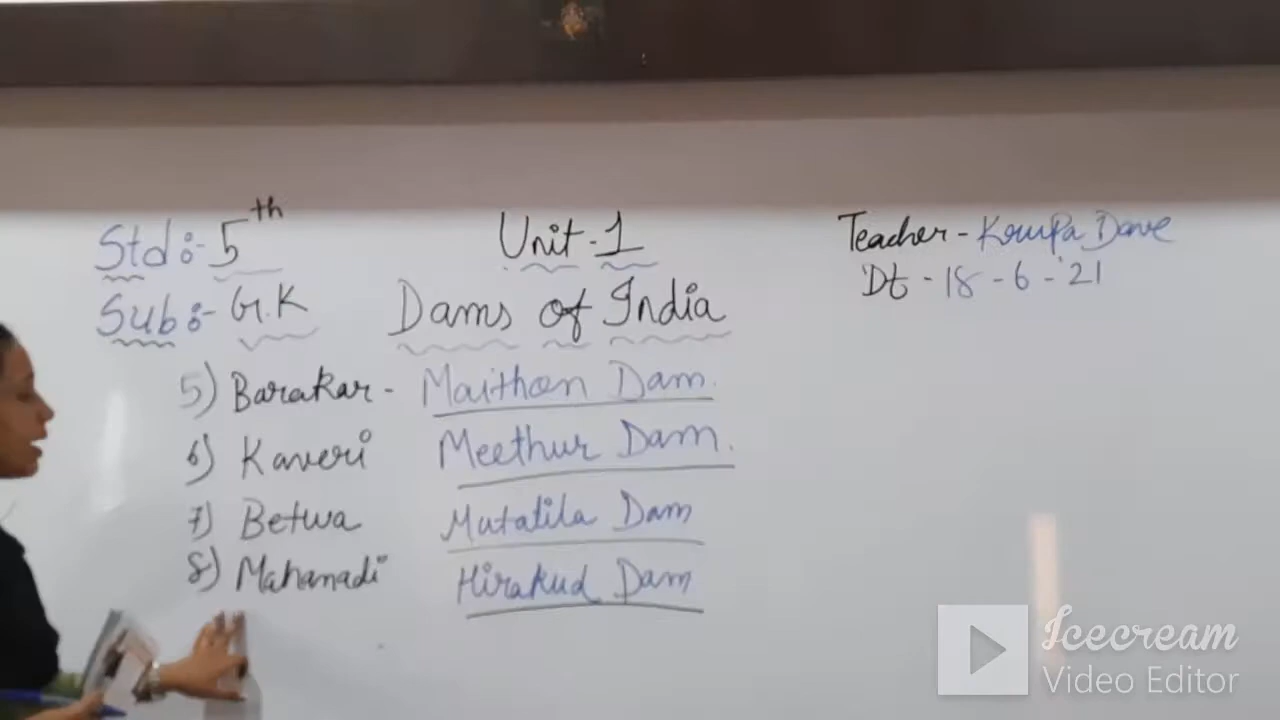 Std :- 5th
Unit - 1
Teacher - Krupa Dave
Dt - 18 - 6 - '21
Sub :- G.K
Dams of India
5) Barakar - Maithon Dam.
6) Kaveri Meethur Dam.
7) Betwa Matatila Dam
8) Mahanadi Hirakud Dam
Icecream
Video Editor